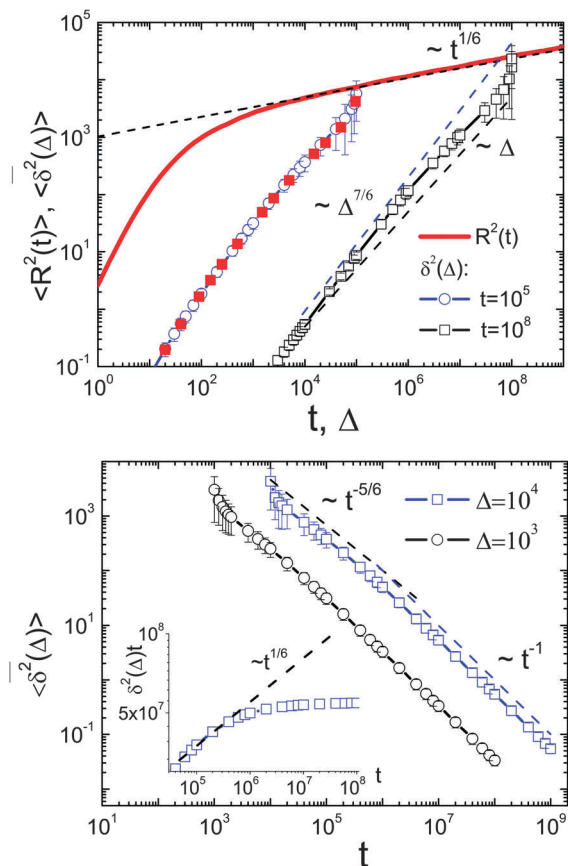 10^5
10^3
10^1
10^-1
<R^2(t)>, <δ^2(Δ)>
~ t^1/6
~ Δ^7/6
~ Δ
R^2(t)
δ^2(Δ):
t=10^5
t=10^8
10^0 10^2 10^4 10^6 10^8
t, Δ
10^3
10^1
10^-1
<δ^2(Δ)>
~ t^-5/6
Δ=10^4
Δ=10^3
~ t^-1
10^8
5x10^7
δ^2(Δ)t
~t^1/6
10^5 10^6 10^7 10^8
t
10^1 10^3 10^5 10^7 10^9
t